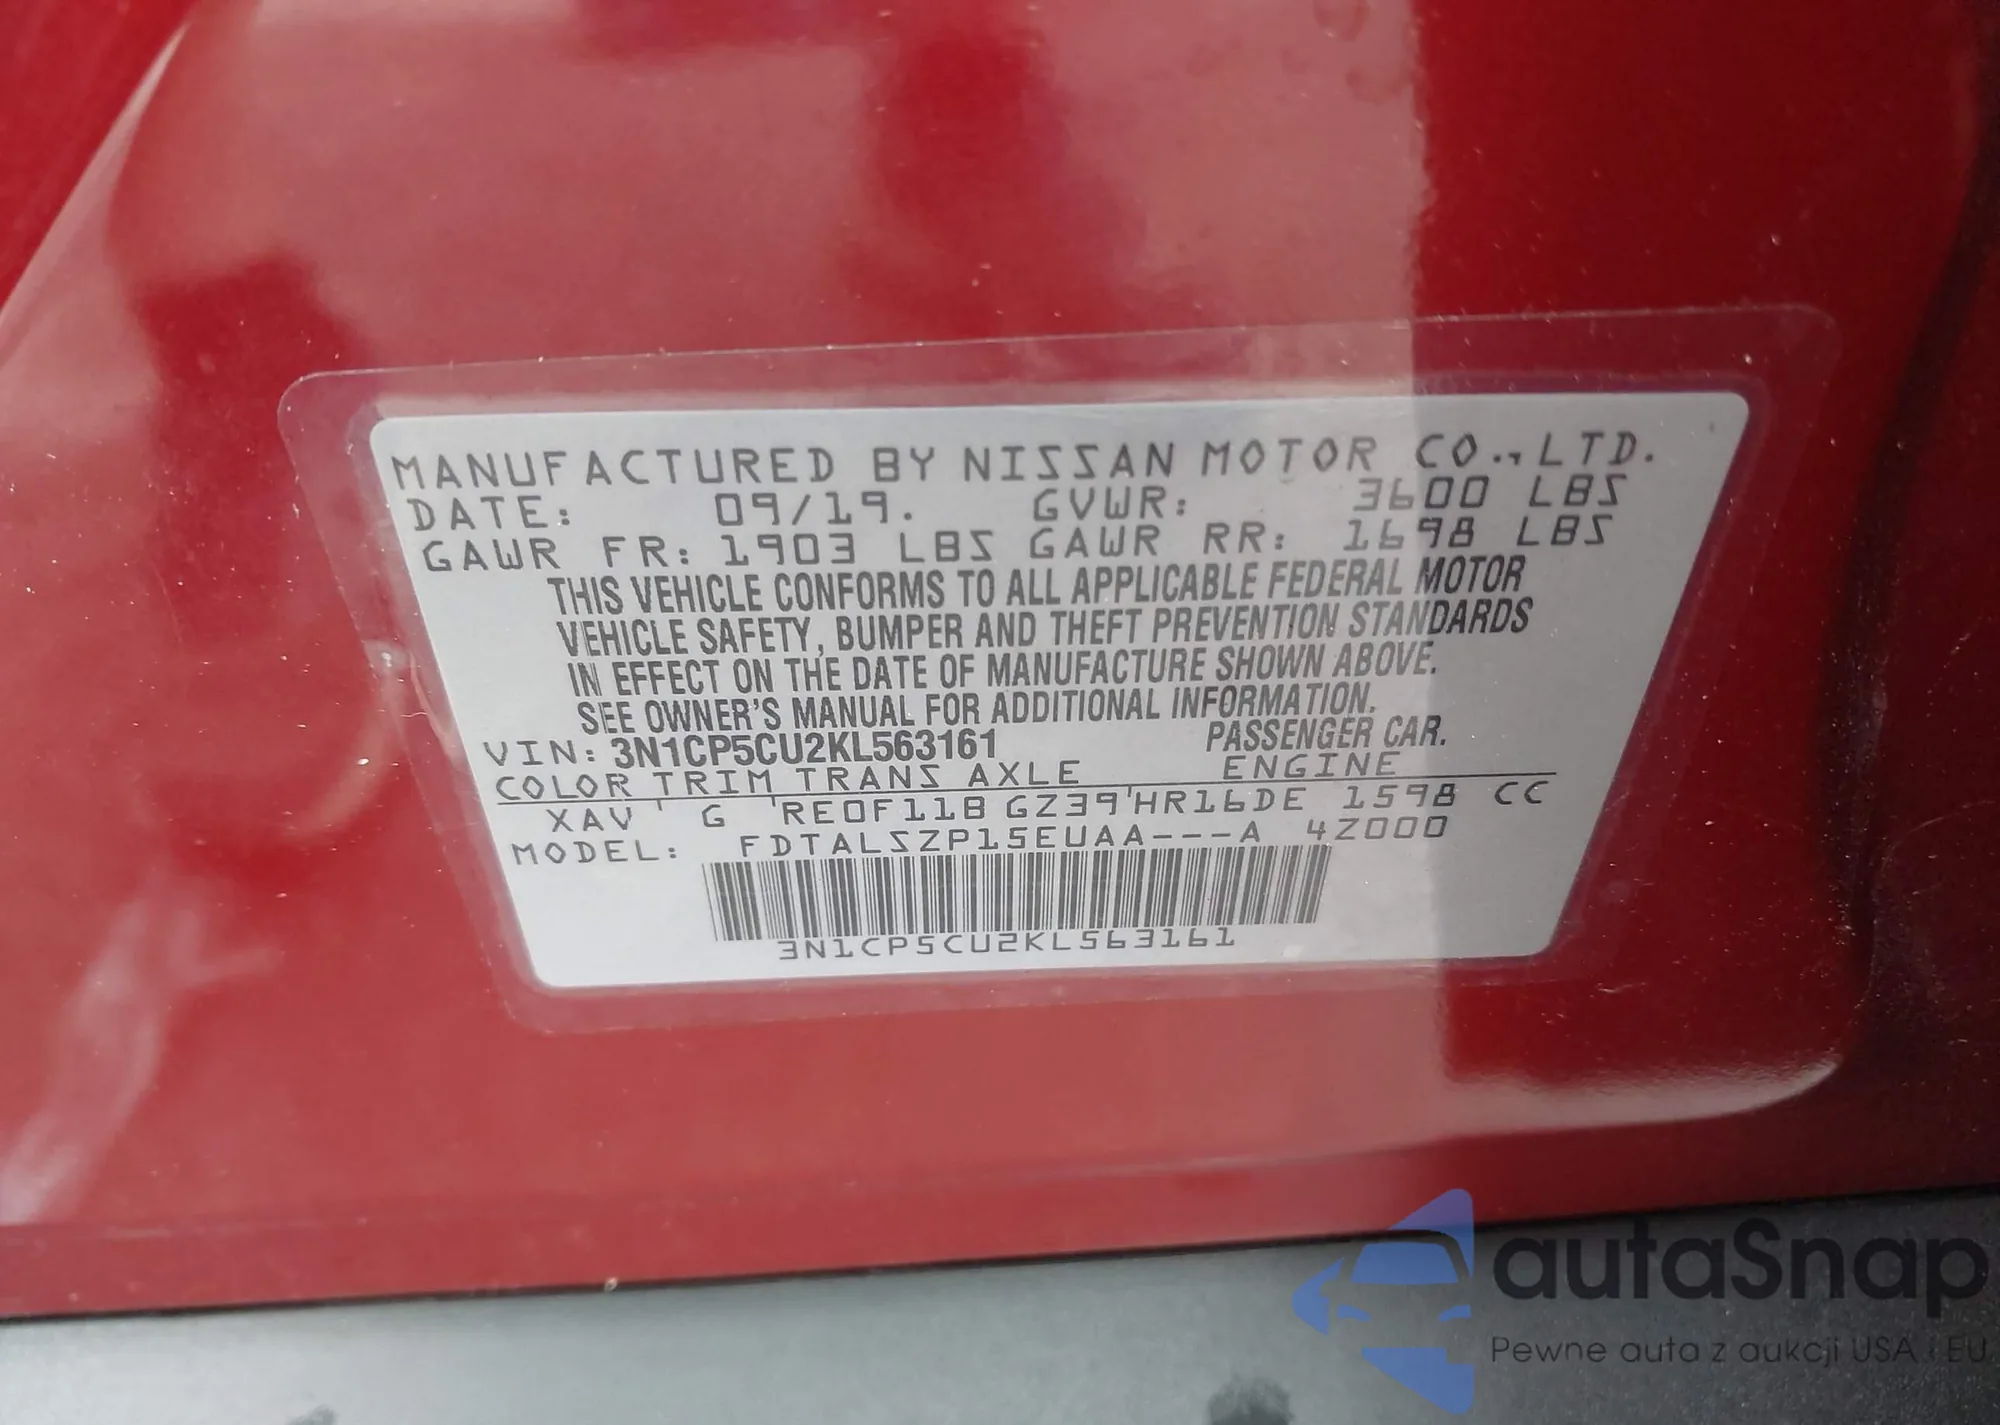 MANUFACTURED BY NISSAN MOTOR CO.,LTD.
DATE: 09/19. GVWR: 3600 LBS
GAWR FR: 1903 LBS GAWR RR: 1698 LBS
THIS VEHICLE CONFORMS TO ALL APPLICABLE FEDERAL MOTOR
VEHICLE SAFETY, BUMPER AND THEFT PREVENTION STANDARDS
IN EFFECT ON THE DATE OF MANUFACTURE SHOWN ABOVE.
SEE OWNER'S MANUAL FOR ADDITIONAL INFORMATION.
VIN: 3N1CP5CU2KL563161 PASSENGER CAR.
COLOR TRIM TRANS AXLE ENGINE
XAV G RE0F11B GZ39 HR16DE 1598 CC
MODEL: FDTALSZP15EUAA---A 4Z000
3N1CP5CU2KL563161
autaSnap
Pewne auta z aukcji USA i EU